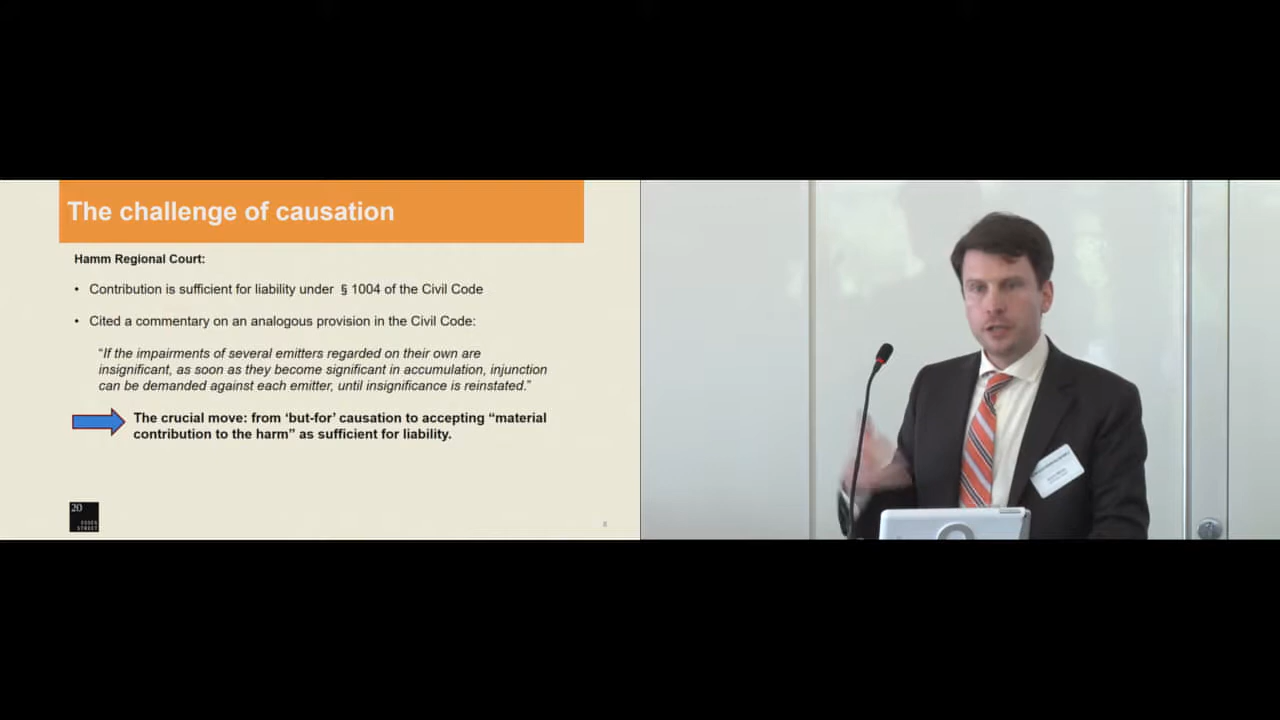 The challenge of causation
Hamm Regional Court:
• Contribution is sufficient for liability under § 1004 of the Civil Code
• Cited a commentary on an analogous provision in the Civil Code:
“If the impairments of several emitters regarded on their own are
insignificant, as soon as they become significant in accumulation, injunction
can be demanded against each emitter, until insignificance is reinstated.”
The crucial move: from ‘but-for’ causation to accepting “material
contribution to the harm” as sufficient for liability.
20
ESSEX
STREET
8